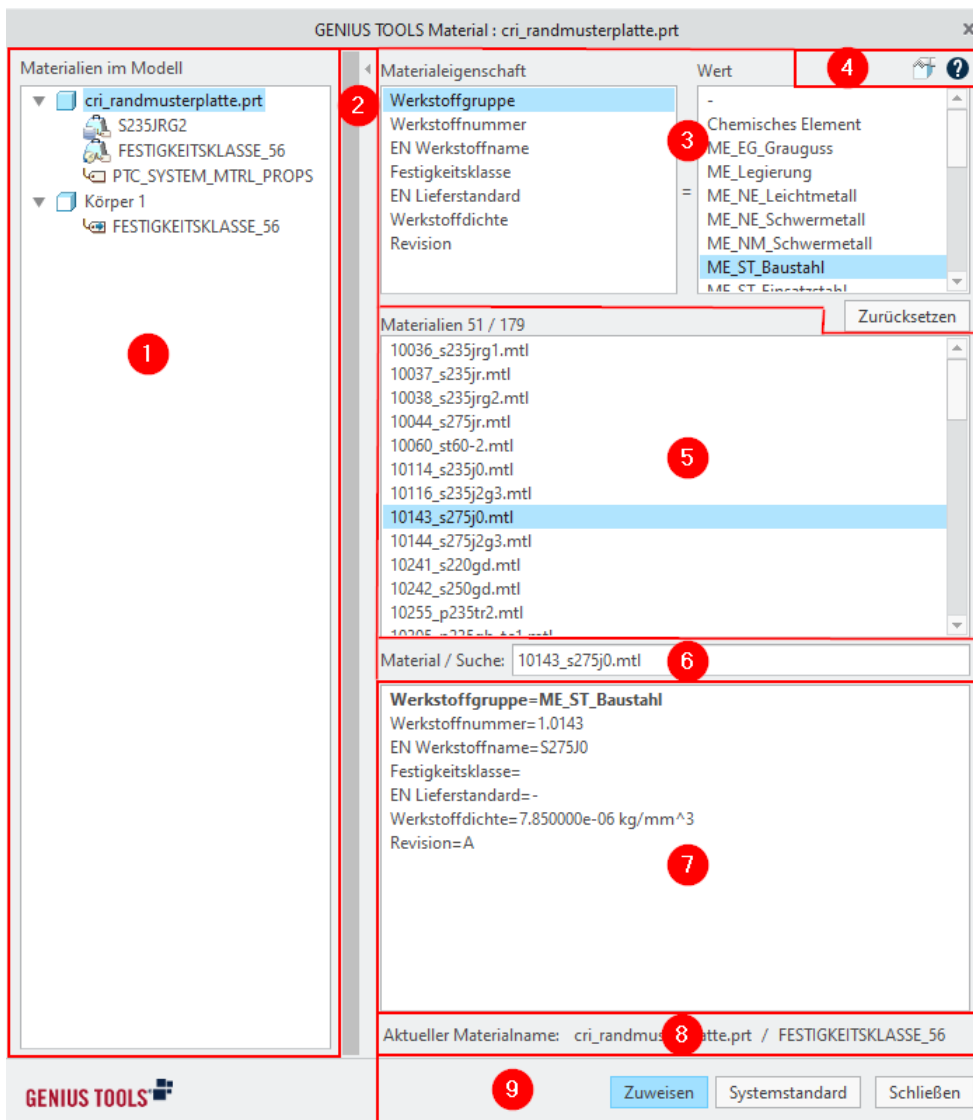 GENIUS TOOLS Material : cri_randmusterplatte.prt
Materialien im Modell
cri_randmusterplatte.prt
S235JRG2
FESTIGKEITSKLASSE_56
PTC_SYSTEM_MTRL_PROPS
Körper 1
FESTIGKEITSKLASSE_56
1
2
Materialeigenschaft
Werkstoffgruppe
Werkstoffnummer
EN Werkstoffname
Festigkeitsklasse
EN Lieferstandard
Werkstoffdichte
Revision
=
3
Wert
-
Chemisches Element
ME_EG_Grauguss
ME_Legierung
ME_NE_Leichtmetall
ME_NE_Schwermetall
ME_NM_Schwermetall
ME_ST_Baustahl
ME_ST_Einsatzstahl
4
?
Zurücksetzen
Materialien 51 / 179
10036_s235jrg1.mtl
10037_s235jr.mtl
10038_s235jrg2.mtl
10044_s275jr.mtl
10060_st60-2.mtl
10114_s235j0.mtl
10116_s235j2g3.mtl
10143_s275j0.mtl
10144_s275j2g3.mtl
10241_s220gd.mtl
10242_s250gd.mtl
10255_p235tr2.mtl
5
Material / Suche: 10143_s275j0.mtl
6
Werkstoffgruppe=ME_ST_Baustahl
Werkstoffnummer=1.0143
EN Werkstoffname=S275J0
Festigkeitsklasse=
EN Lieferstandard=-
Werkstoffdichte=7.850000e-06 kg/mm^3
Revision=A
7
Aktueller Materialname: cri_randmus atte.prt / FESTIGKEITSKLASSE_56
8
GENIUS TOOLS
9
Zuweisen
Systemstandard
Schließen